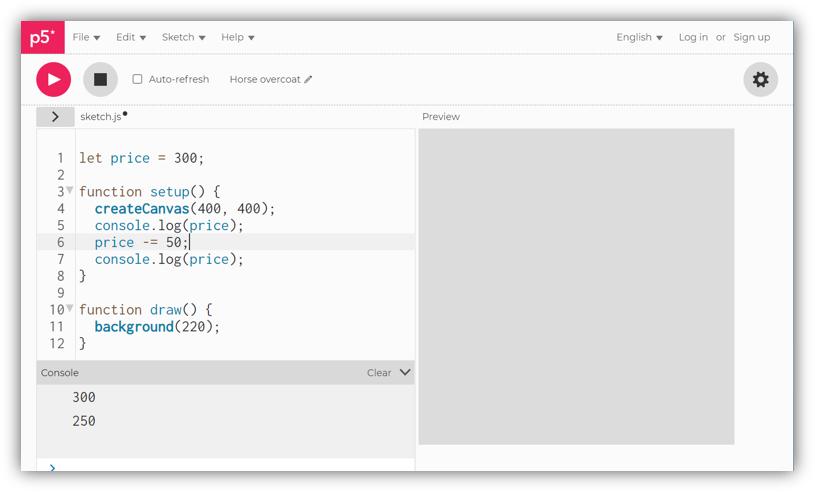 p5* File Edit Sketch Help English Log in or Sign up
Auto-refresh Horse overcoat
> sketch.js• Preview
1 let price = 300;
2
3 function setup() {
4 createCanvas(400, 400);
5 console.log(price);
6 price -= 50;
7 console.log(price);
8 }
9
10 function draw() {
11 background(220);
12 }
Console Clear
300
250
>